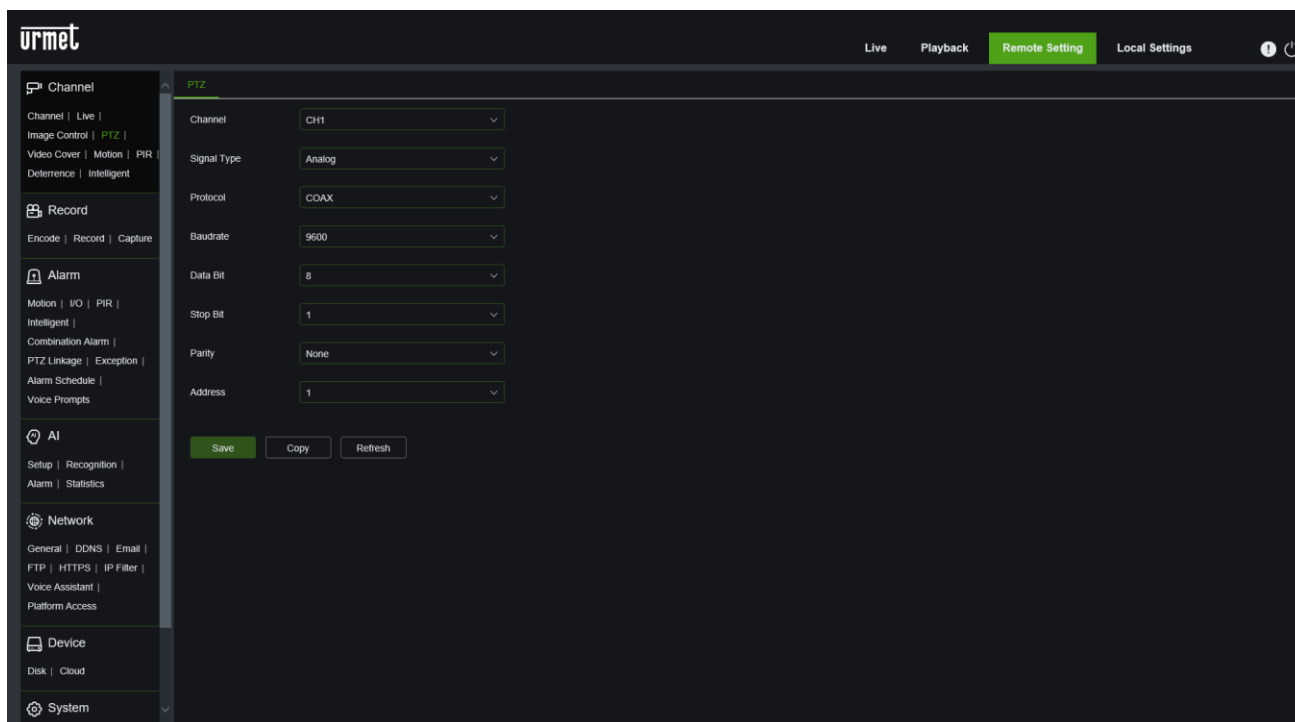 urmet
Live Playback Remote Setting Local Settings
Channel
Channel | Live |
Image Control | PTZ |
Video Cover | Motion | PIR |
Deterrence | Intelligent
Record
Encode | Record | Capture
Alarm
Motion | I/O | PIR |
Intelligent |
Combination Alarm |
PTZ Linkage | Exception |
Alarm Schedule |
Voice Prompts
AI
Setup | Recognition |
Alarm | Statistics
Network
General | DDNS | Email |
FTP | HTTPS | IP Filter |
Voice Assistant |
Platform Access
Device
Disk | Cloud
System
PTZ
Channel CH1
Signal Type Analog
Protocol COAX
Baudrate 9600
Data Bit 8
Stop Bit 1
Parity None
Address 1
Save Copy Refresh